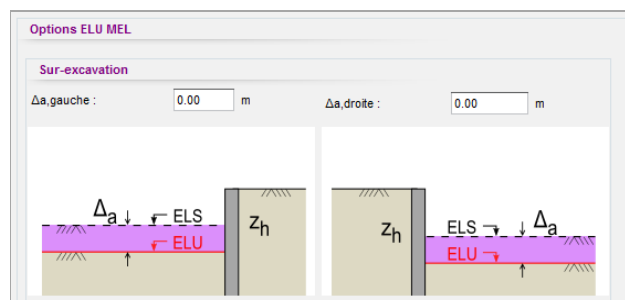 Options ELU MEL
Sur-excavation
Δa,gauche : 0.00 m Δa,droite : 0.00 m
Δa ELS zh
ELU
zh ELS Δa
ELU